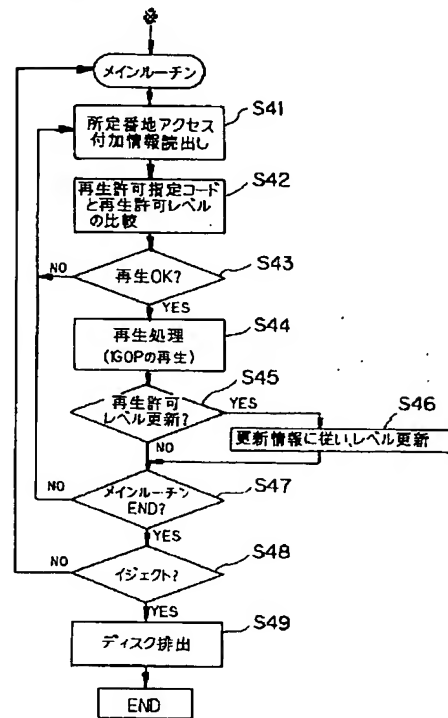 ※
メインルーチン
S41
所定番地アクセス
付加情報読出し
S42
再生許可指定コード
と再生許可レベル
の比較
NO
再生OK?
S43
YES
再生処理
(1GOPの再生)
S44
再生許可
レベル更新?
S45
YES
S46
更新情報に従い、レベル更新
NO
NO
メインルーチン
END?
S47
YES
NO
イジェクト?
S48
YES
ディスク排出
S49
END